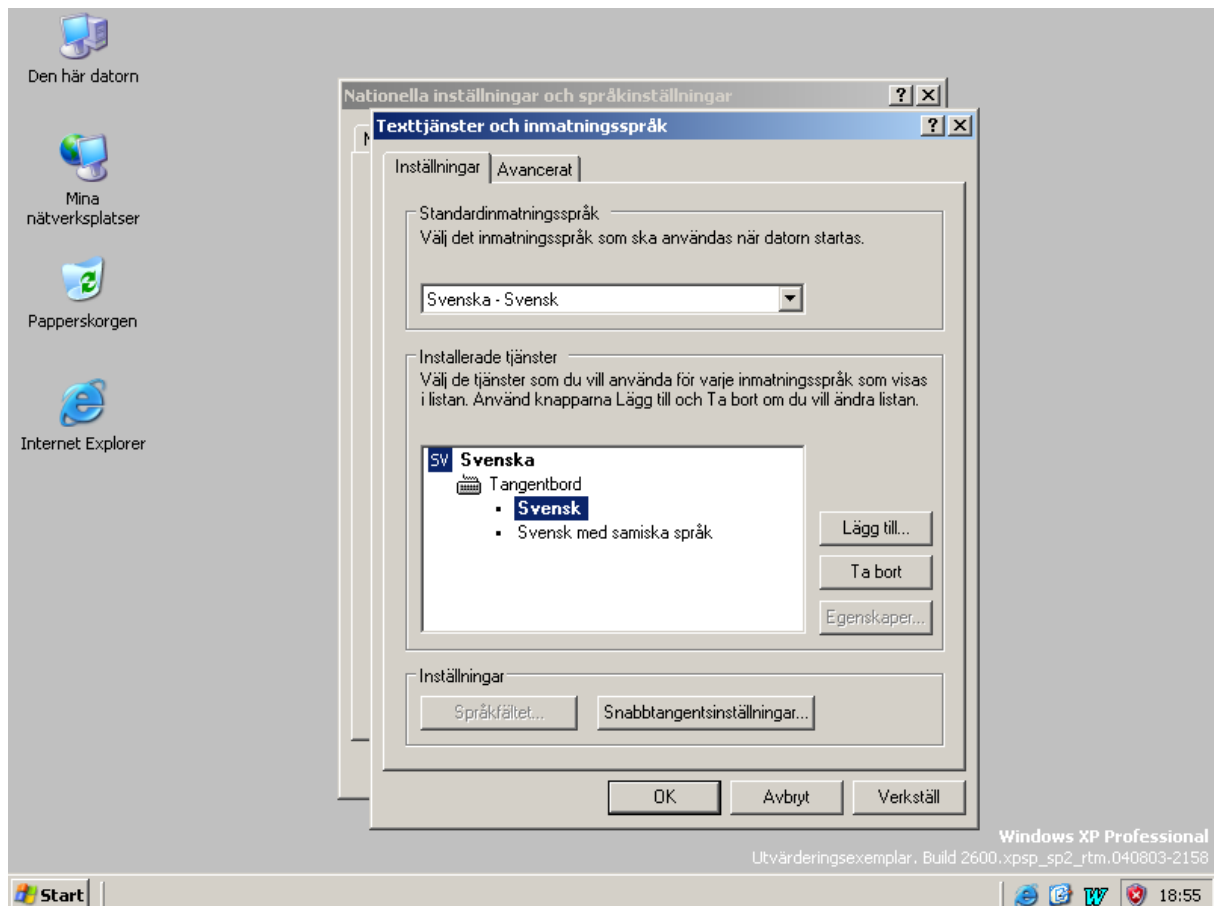 Den här datorn
Mina
nätverksplatser
Papperskorgen
Internet Explorer
Nationella inställningar och språkinställningar
Texttjänster och inmatningsspråk
Inställningar
Avancerat
Standardinmatningsspråk
Välj det inmatningsspråk som ska användas när datorn startas.
Svenska - Svensk
Installerade tjänster
Välj de tjänster som du vill använda för varje inmatningsspråk som visas
i listan. Använd knapparna Lägg till och Ta bort om du vill ändra listan.
SV Svenska
Tangentbord
Svensk
Svensk med samiska språk
Lägg till...
Ta bort
Egenskaper...
Inställningar
Språkfältet...
Snabbtangentsinställningar...
OK
Avbryt
Verkställ
Windows XP Professional
Utvärderingsexemplar. Build 2600.xpsp_sp2_rtm.040803-2158
Start
18:55